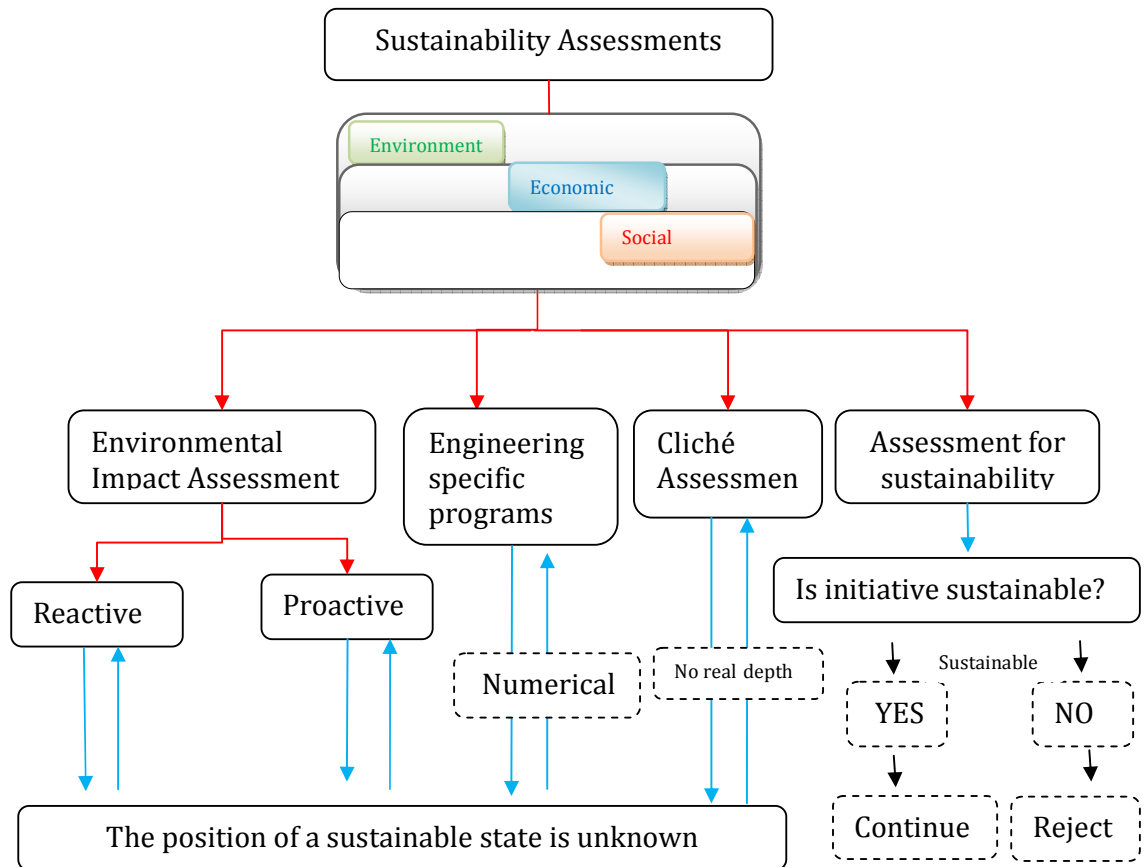 Sustainability Assessments
Environment
Economic
Social
Environmental
Impact Assessment
Engineering
specific
programs
Cliché
Assessmen
Assessment for
sustainability
Is initiative sustainable?
Reactive
Proactive
Numerical
No real depth
Sustainable
YES
NO
The position of a sustainable state is unknown
Continue
Reject